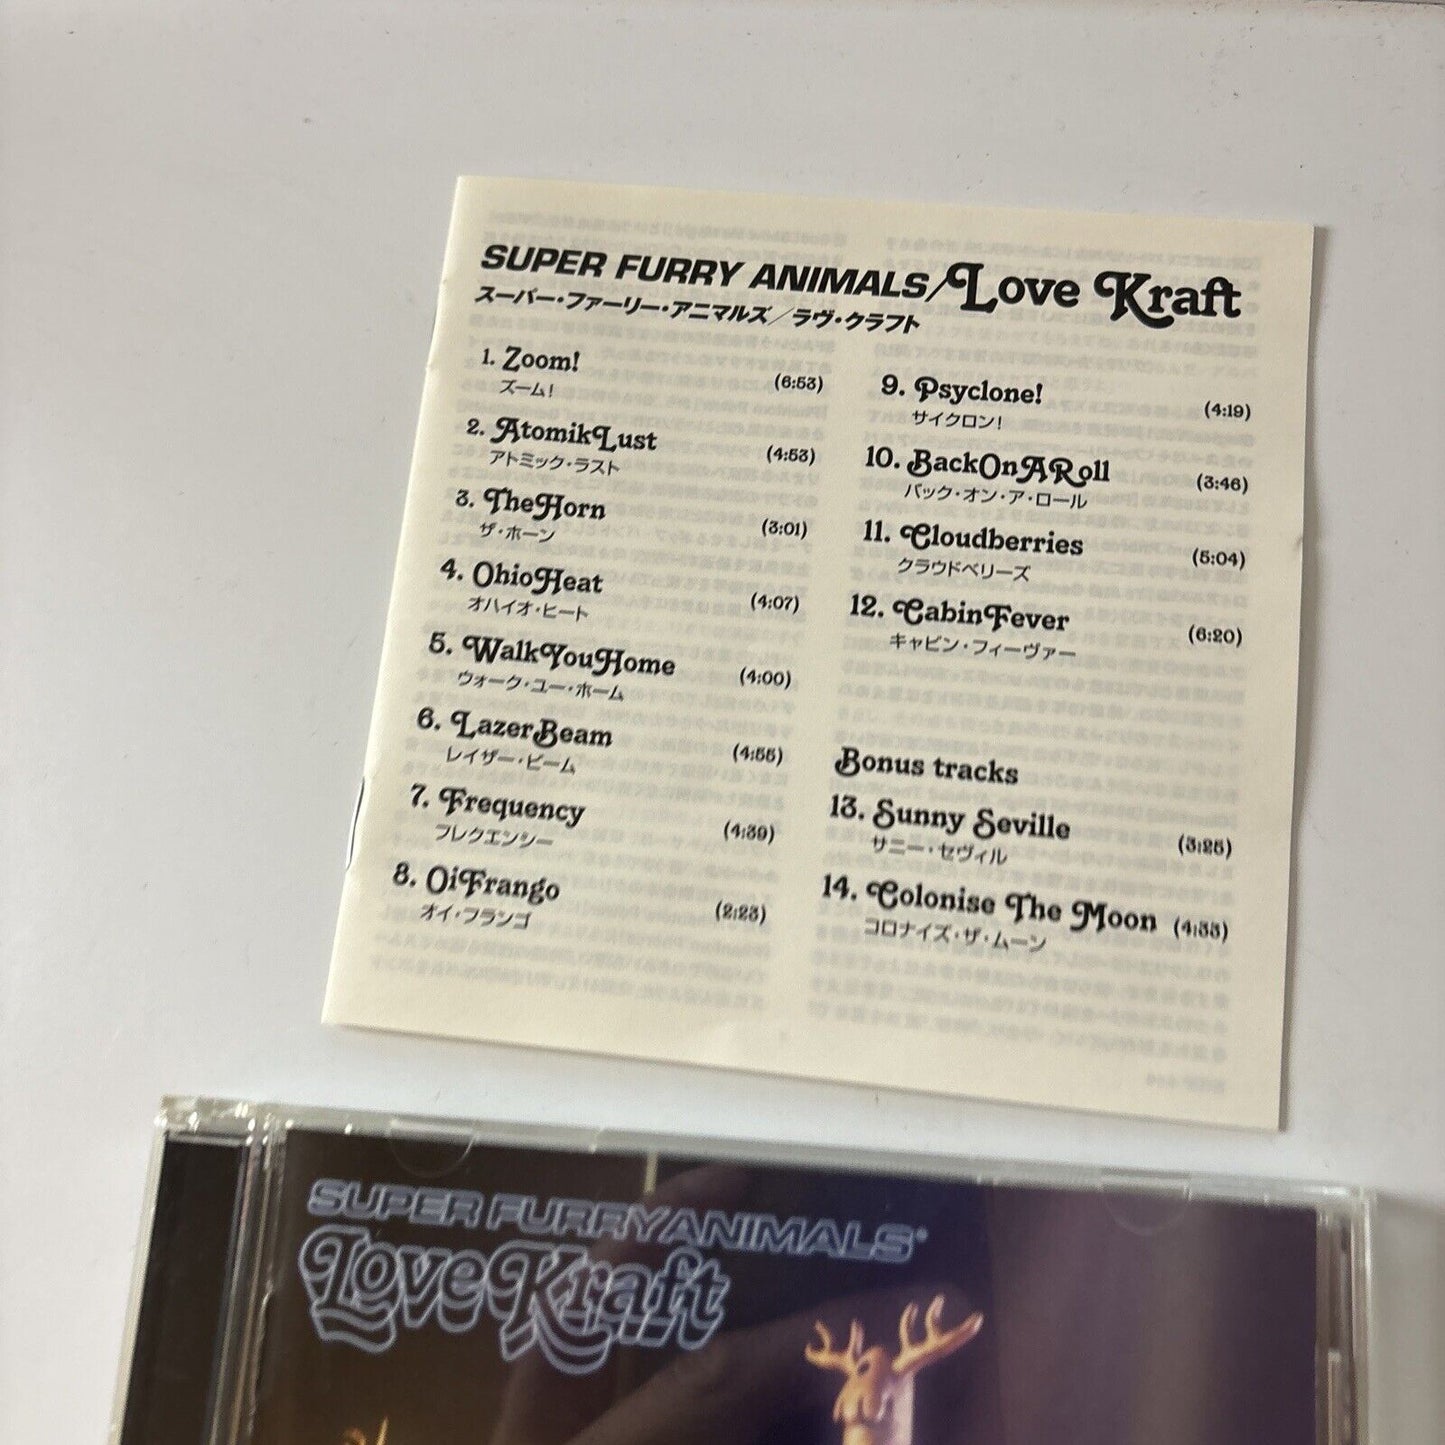 SUPER FURRY ANIMALS/Love Kraft
スーパー・ファーリー・アニマルズ/ラヴ・クラフト
1. Zoom! (6:53)
ズーム!
2. AtomikLust (4:53)
アトミック・ラスト
3. TheHorn (3:01)
ザ・ホーン
4. OhioHeat (4:07)
オハイオ・ヒート
5. WalkYouHome (4:00)
ウォーク・ユー・ホーム
6. LazerBeam (4:55)
レイザー・ビーム
7. Frequency (4:39)
フレクエンシー
8. OiFrango (2:23)
オイ・フランゴ
9. Psyclone! (4:19)
サイクロン!
10. BackOnARoll (3:46)
バック・オン・ア・ロール
11. Cloudberries (5:04)
クラウドベリーズ
12. CabinFever (6:20)
キャビン・フィーヴァー
Bonus tracks
13. Sunny Seville (3:25)
サニー・セヴィル
14. Colonise The Moon (4:33)
コロナイズ・ザ・ムーン
SUPER FURRY ANIMALS
Love Kraft